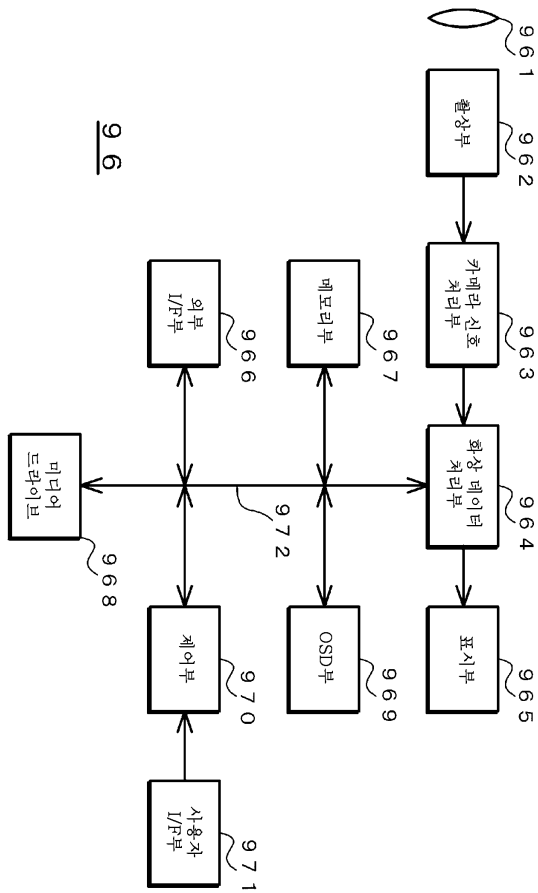 961
962
963
964
965
촬상부
카메라 신호
처리부
화상 데이터
처리부
표시부
967
969
메모리부
OSD부
972
966
970
971
외부
I/F부
제어부
사용자
I/F부
968
미디어
드라이브
96